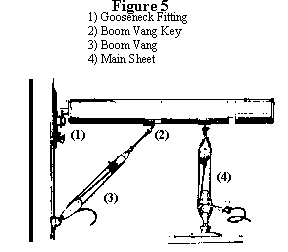 Figure 5
1) Gooseneck Fitting
2) Boom Vang Key
3) Boom Vang
4) Main Sheet
(1)
(2)
(3)
(4)